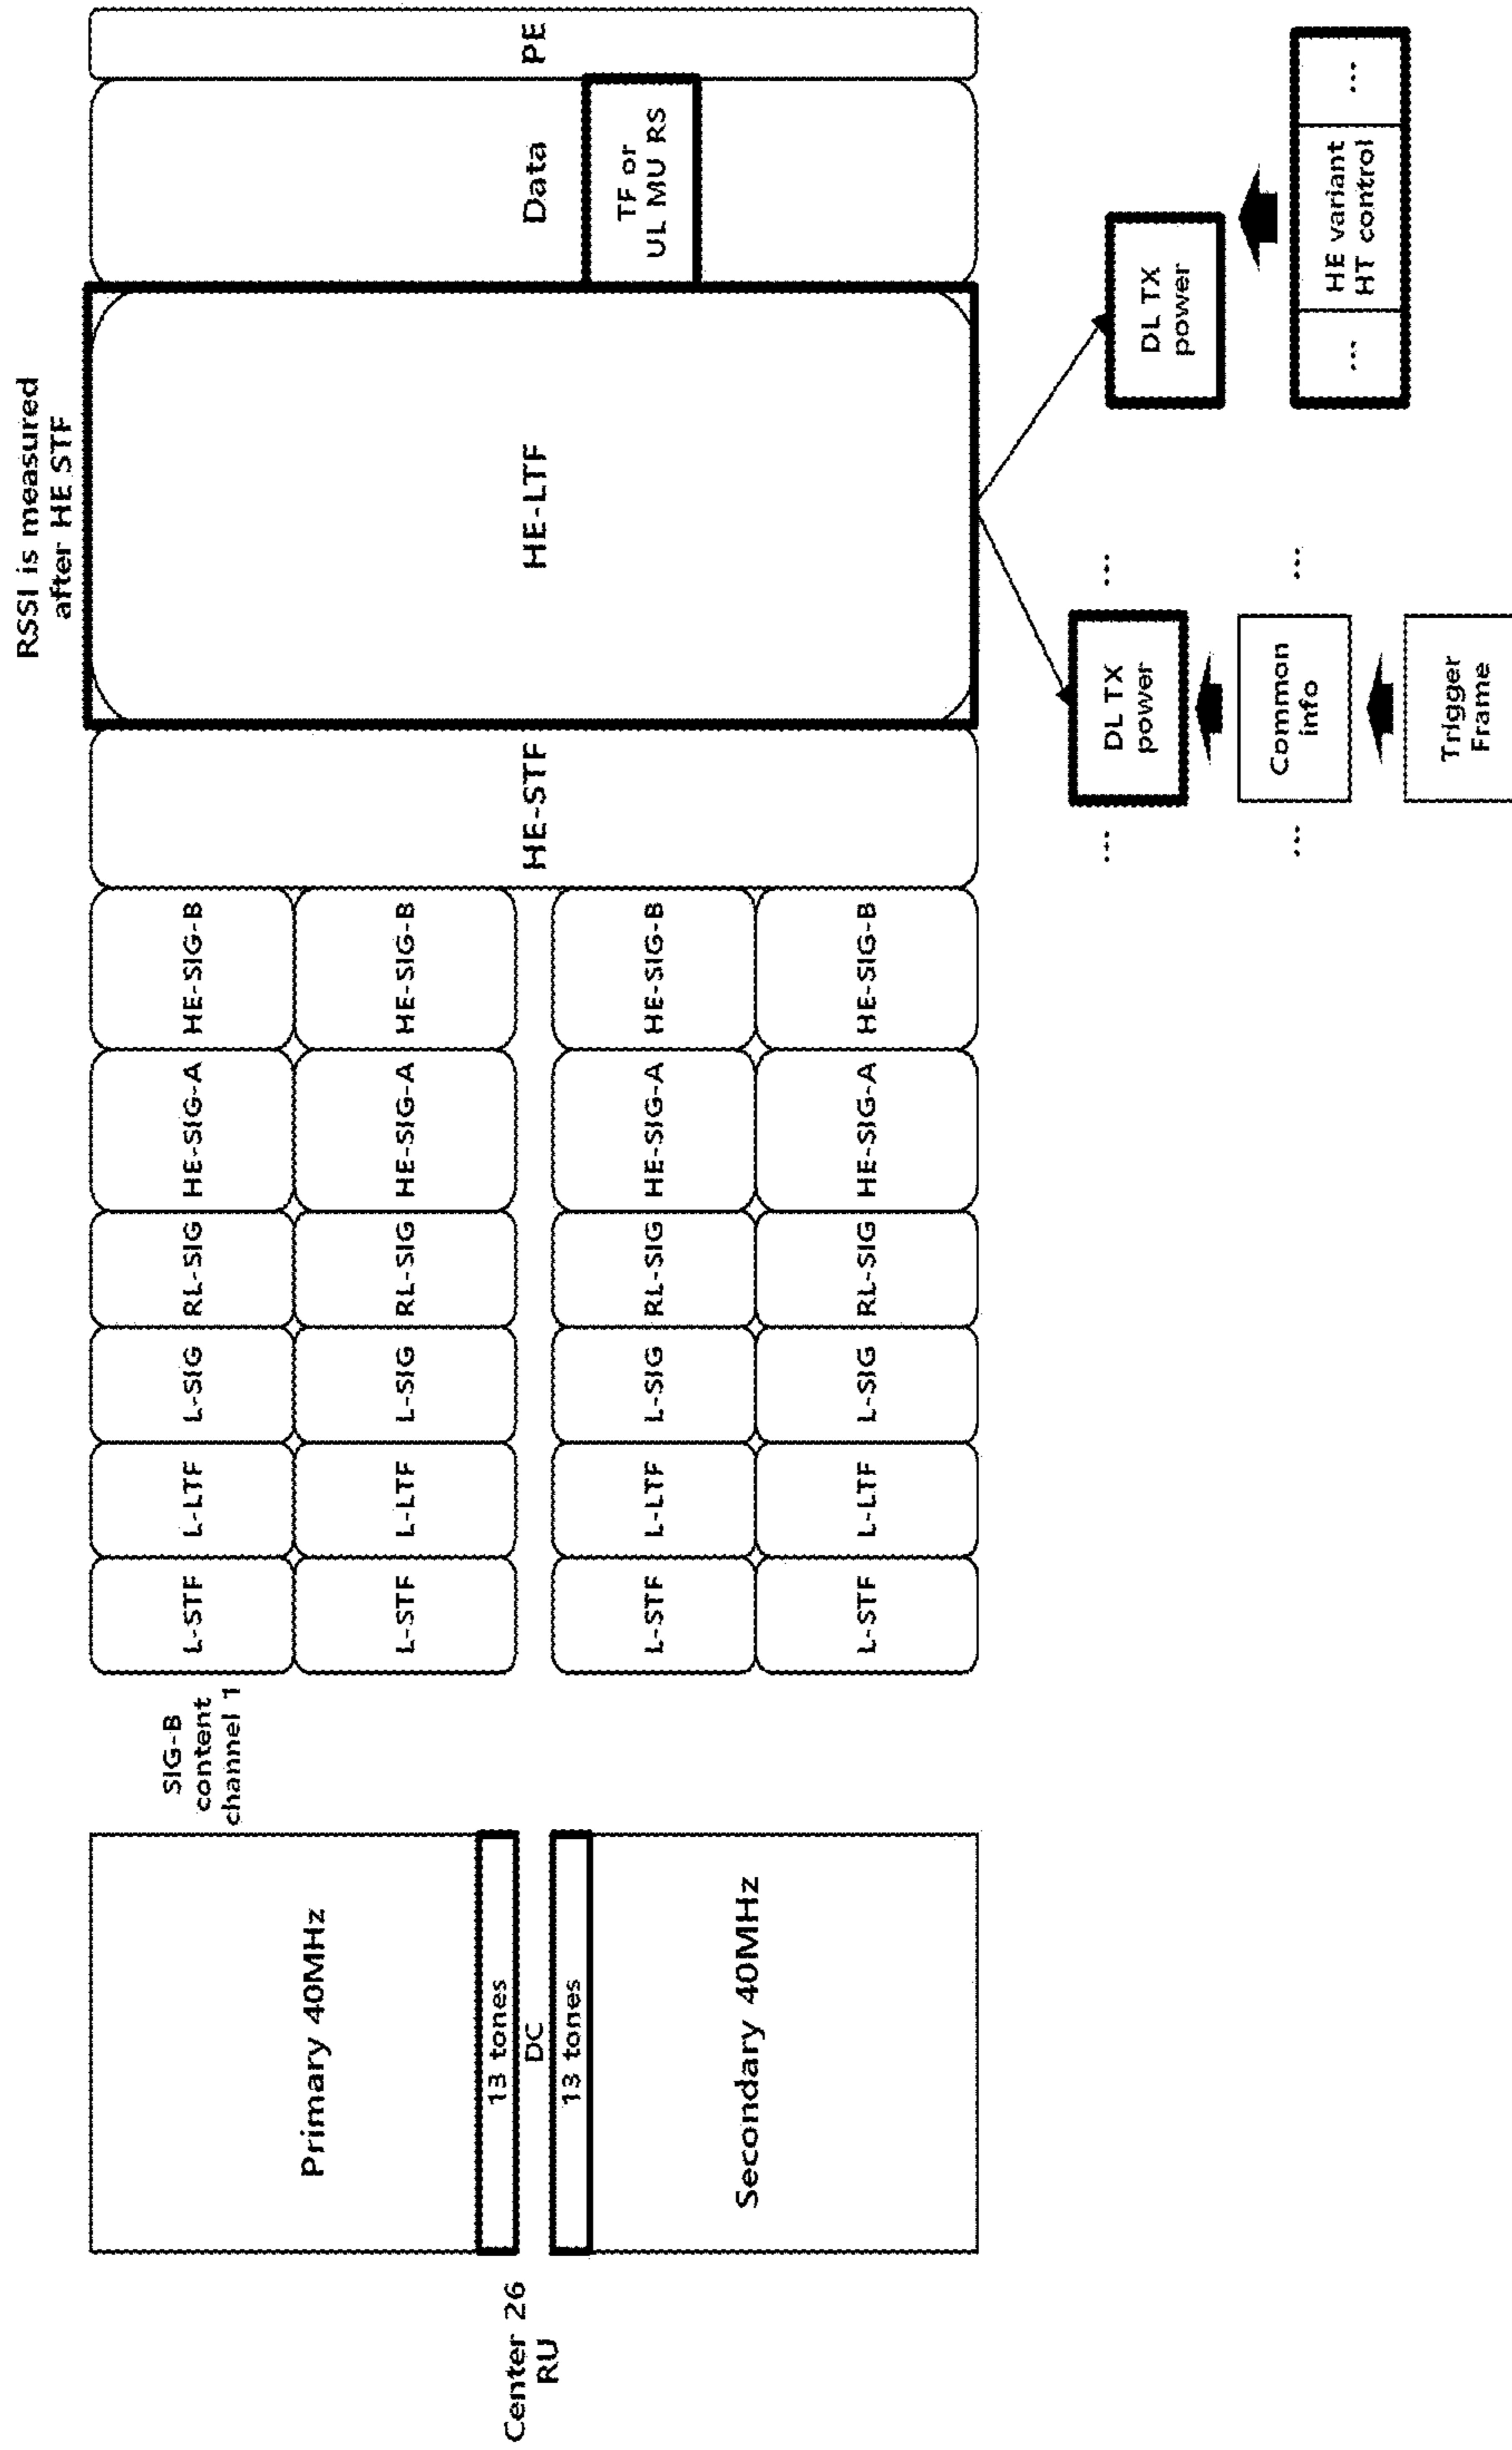 RSSI is measured
after HE STF
SIG-B
content
channel 1
Primary 40MHz
Center 26
RU
13 tones
DC
13 tones
Secondary 40MHz
L-STF
L-LTF
L-SIG
RL-SIG
HE-SIG-A
HE-SIG-B
L-STF
L-LTF
L-SIG
RL-SIG
HE-SIG-A
HE-SIG-B
L-STF
L-LTF
L-SIG
RL-SIG
HE-SIG-A
HE-SIG-B
L-STF
L-LTF
L-SIG
RL-SIG
HE-SIG-A
HE-SIG-B
HE-STF
HE-LTF
Data
TF or
UL MU RS
PE
...
DL TX
power
...
DL TX
power
...
Common
info
...
...
HE variant
HT control
...
Trigger
Frame